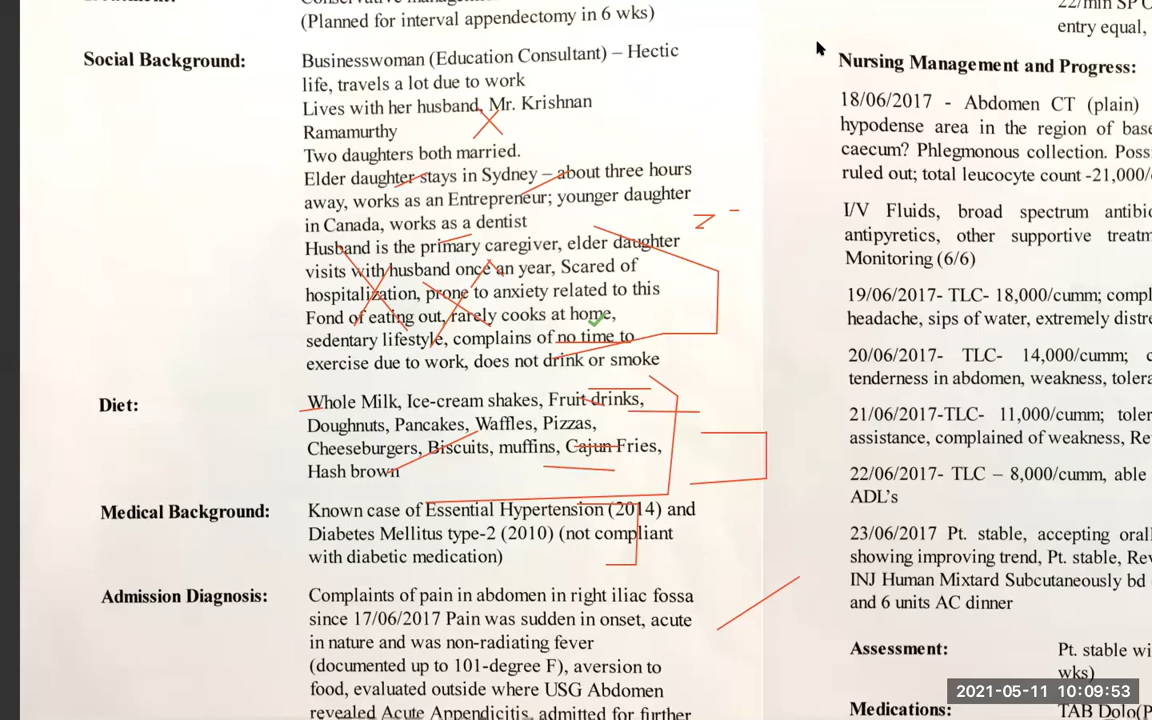 (Planned for interval appendectomy in 6 wks)
Social Background: Businesswoman (Education Consultant) – Hectic
life, travels a lot due to work
Lives with her husband, Mr. Krishnan
Ramamurthy
Two daughters both married.
Elder daughter stays in Sydney – about three hours
away, works as an Entrepreneur; younger daughter
in Canada, works as a dentist
Husband is the primary caregiver, elder daughter
visits with husband once an year, Scared of
hospitalization, prone to anxiety related to this
Fond of eating out, rarely cooks at home,
sedentary lifestyle, complains of no time to
exercise due to work, does not drink or smoke
Diet: Whole Milk, Ice-cream shakes, Fruit drinks,
Doughnuts, Pancakes, Waffles, Pizzas,
Cheeseburgers, Biscuits, muffins, Cajun Fries,
Hash brown
Medical Background: Known case of Essential Hypertension (2014) and
Diabetes Mellitus type-2 (2010) (not compliant
with diabetic medication)
Admission Diagnosis: Complaints of pain in abdomen in right iliac fossa
since 17/06/2017 Pain was sudden in onset, acute
in nature and was non-radiating fever
(documented up to 101-degree F), aversion to
food, evaluated outside where USG Abdomen
revealed Acute Appendicitis, admitted for further
22/min SP
entry equal,
Nursing Management and Progress:
18/06/2017 - Abdomen CT (plain)
hypodense area in the region of
caecum? Phlegmonous collection.
ruled out; total leucocyte count -21,000/
I/V Fluids, broad spectrum
antipyretics, other supportive
Monitoring (6/6)
19/06/2017- TLC- 18,000/cumm;
headache, sips of water, extremely
20/06/2017- TLC- 14,000/cumm;
tenderness in abdomen, weakness,
21/06/2017-TLC- 11,000/cumm;
assistance, complained of weakness,
22/06/2017- TLC – 8,000/cumm, able
ADL's
23/06/2017 Pt. stable, accepting
showing improving trend, Pt. stable,
INJ Human Mixtard Subcutaneously bd
and 6 units AC dinner
Assessment: Pt. stable
wks)
Medications: TAB
2021-05-11 10:09:53